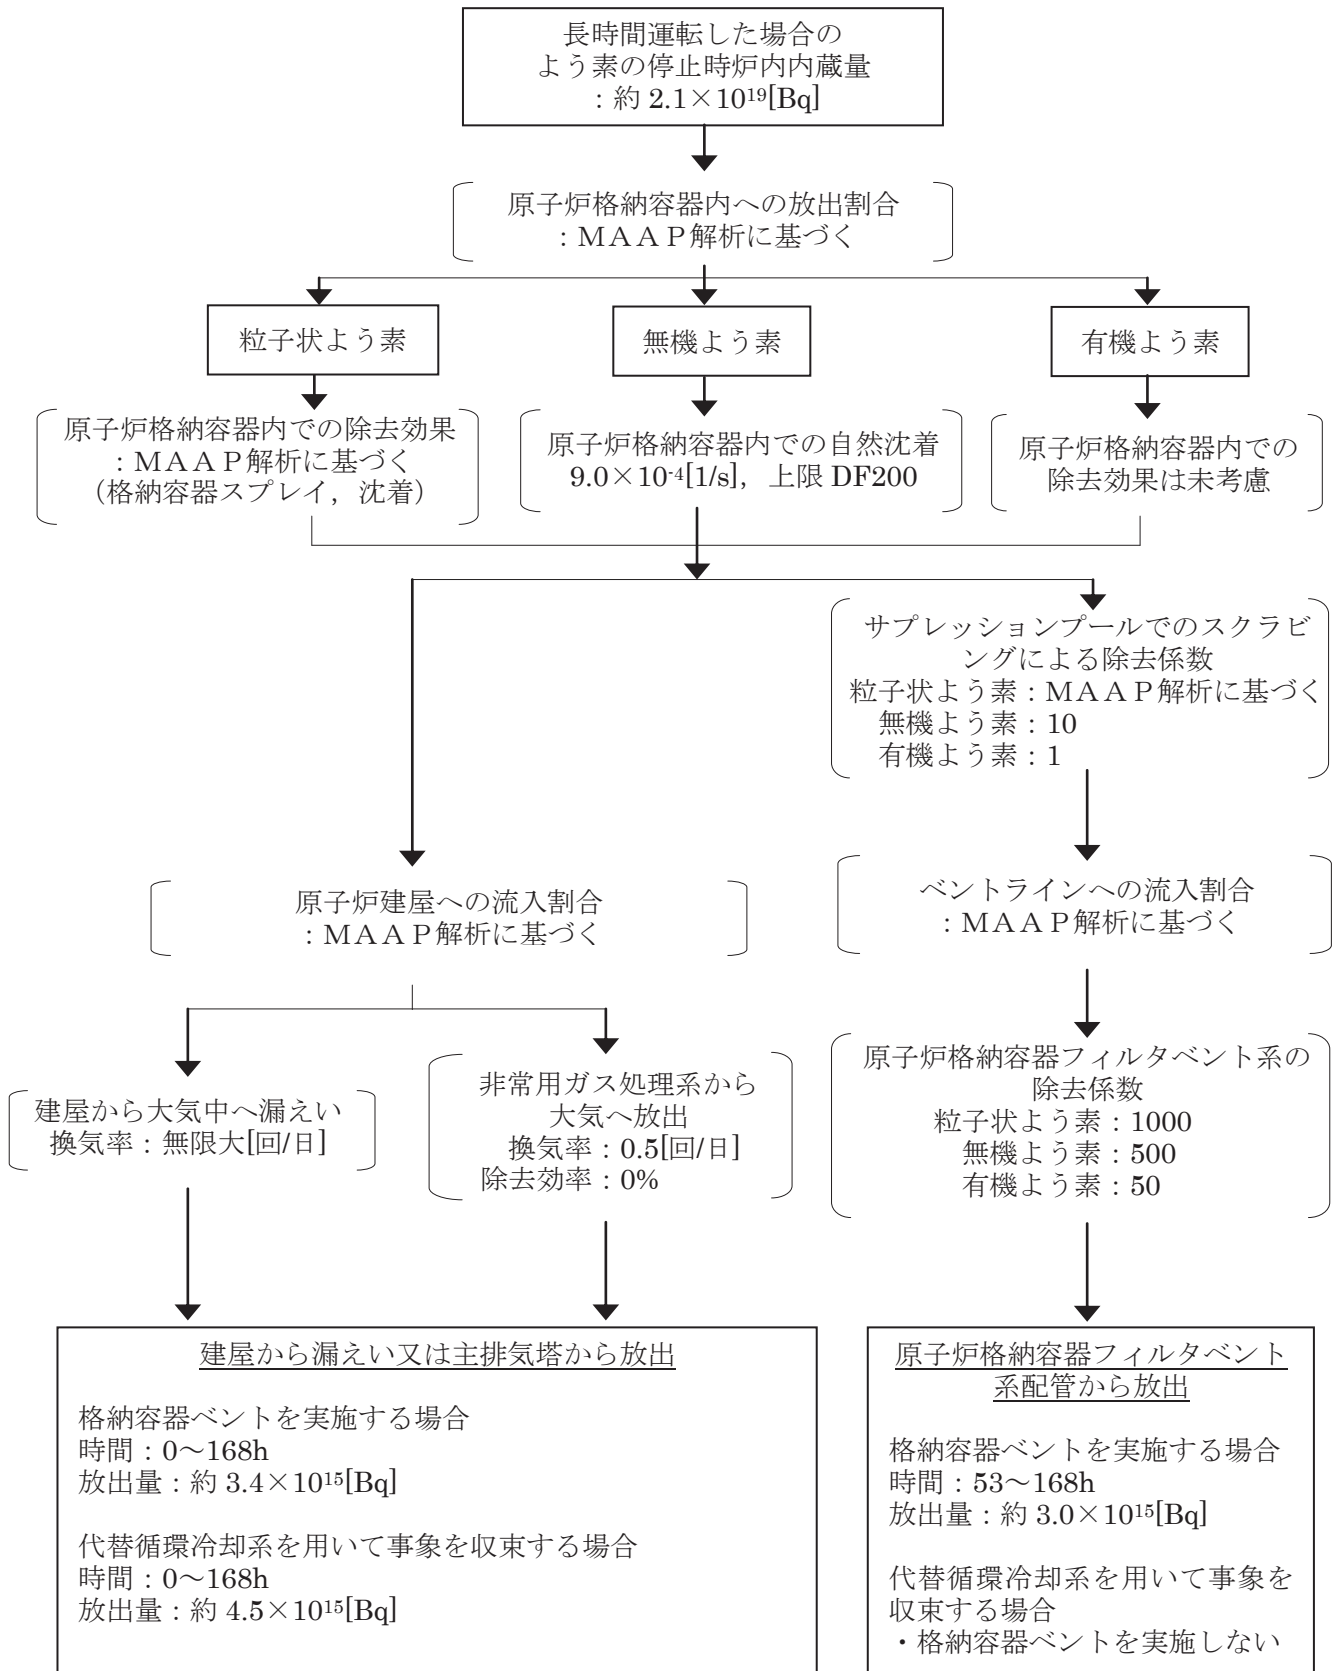 長時間運転した場合の
よう素の停止時炉内内蔵量
：約 2.1×10¹⁹[Bq]
原子炉格納容器内への放出割合
：ＭＡＡＰ解析に基づく
粒子状よう素
無機よう素
有機よう素
原子炉格納容器内での除去効果
：ＭＡＡＰ解析に基づく
（格納容器スプレイ，沈着）
原子炉格納容器内での自然沈着
9.0×10⁻⁴[1/s]，上限 DF200
原子炉格納容器内での
除去効果は未考慮
サプレッションプールでのスクラビ
ングによる除去係数
粒子状よう素：ＭＡＡＰ解析に基づく
無機よう素：10
有機よう素：1
原子炉建屋への流入割合
：ＭＡＡＰ解析に基づく
ベントラインへの流入割合
：ＭＡＡＰ解析に基づく
建屋から大気中へ漏えい
換気率：無限大[回/日]
非常用ガス処理系から
大気へ放出
換気率：0.5[回/日]
除去効率：0%
原子炉格納容器フィルタベント系の
除去係数
粒子状よう素：1000
無機よう素：500
有機よう素：50
建屋から漏えい又は主排気塔から放出
格納容器ベントを実施する場合
時間：0～168h
放出量：約 3.4×10¹⁵[Bq]
代替循環冷却系を用いて事象を収束する場合
時間：0～168h
放出量：約 4.5×10¹⁵[Bq]
原子炉格納容器フィルタベント
系配管から放出
格納容器ベントを実施する場合
時間：53～168h
放出量：約 3.0×10¹⁵[Bq]
代替循環冷却系を用いて事象を
収束する場合
・格納容器ベントを実施しない